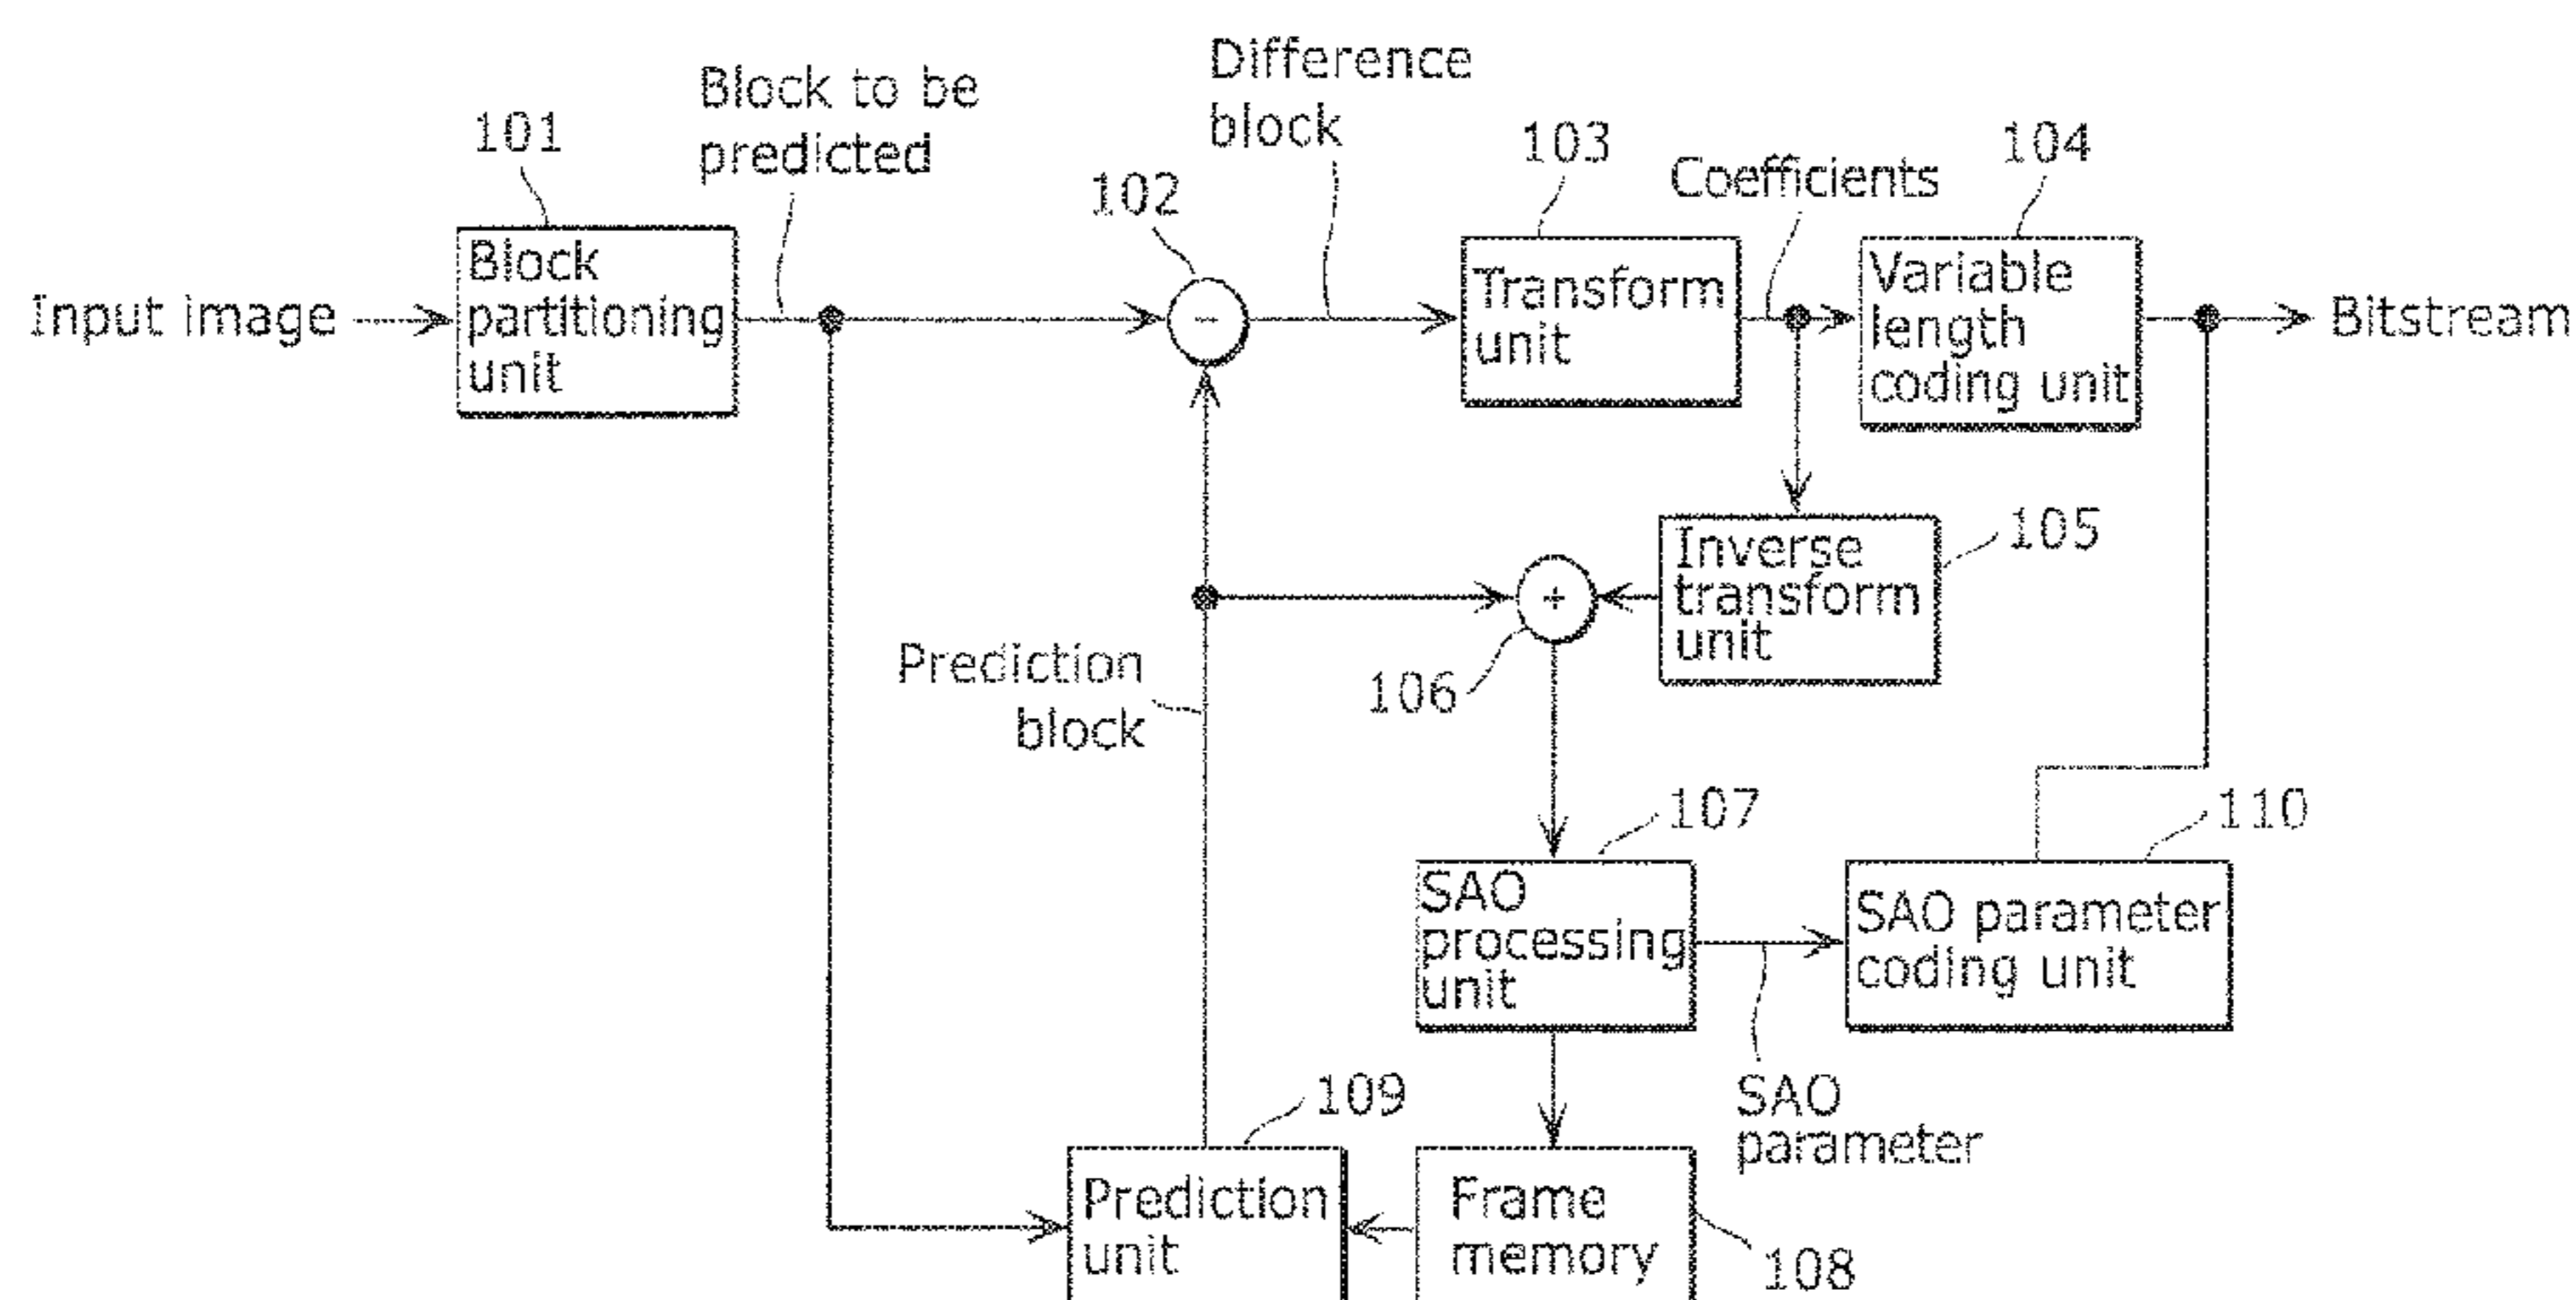 Difference
block
Block to be
predicted
101
102
103
Coefficients
104
Input image
Block
partitioning
unit
-
Transform
unit
Variable
length
coding unit
Bitstream
Inverse
transform
unit
105
+
106
Prediction
block
107
110
SAO
processing
unit
SAO parameter
coding unit
SAO
parameter
109
Prediction
unit
Frame
memory
108